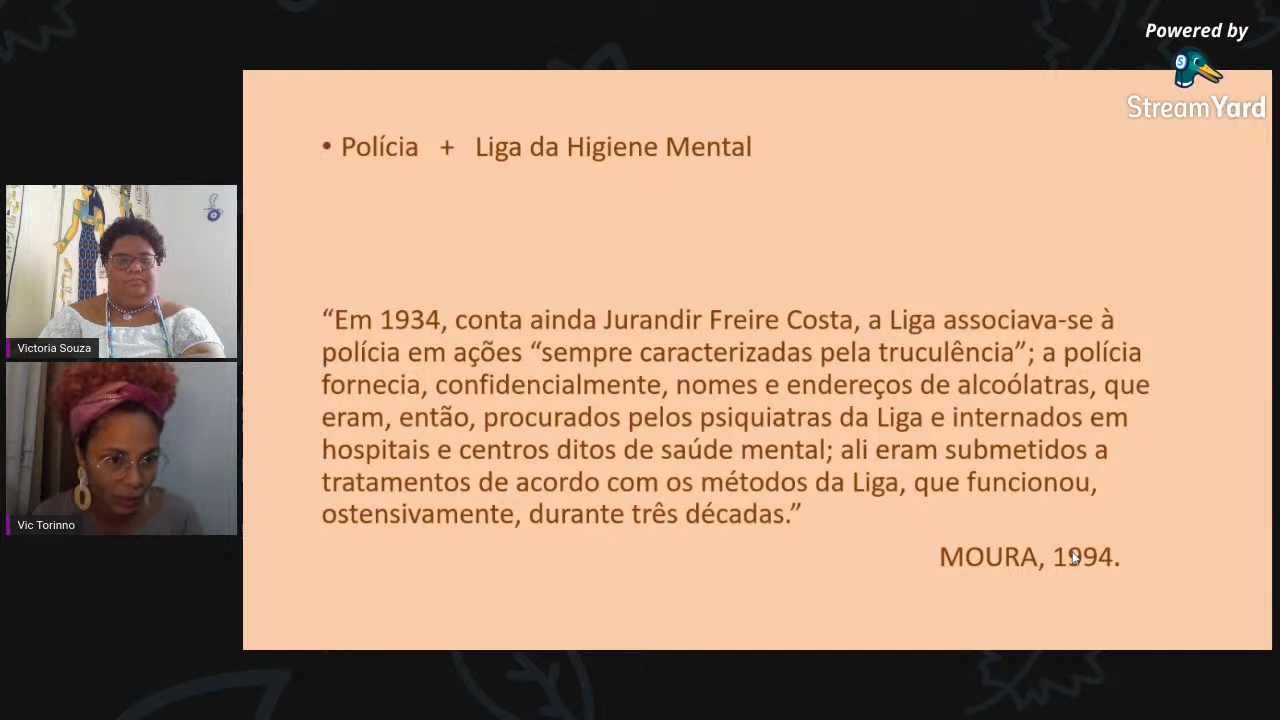 Powered by
StreamYard
• Polícia + Liga da Higiene Mental
“Em 1934, conta ainda Jurandir Freire Costa, a Liga associava-se à
polícia em ações “sempre caracterizadas pela truculência”; a polícia
fornecia, confidencialmente, nomes e endereços de alcoólatras, que
eram, então, procurados pelos psiquiatras da Liga e internados em
hospitais e centros ditos de saúde mental; ali eram submetidos a
tratamentos de acordo com os métodos da Liga, que funcionou,
ostensivamente, durante três décadas.”
MOURA, 1994.
Victoria Souza
Vic Torinno